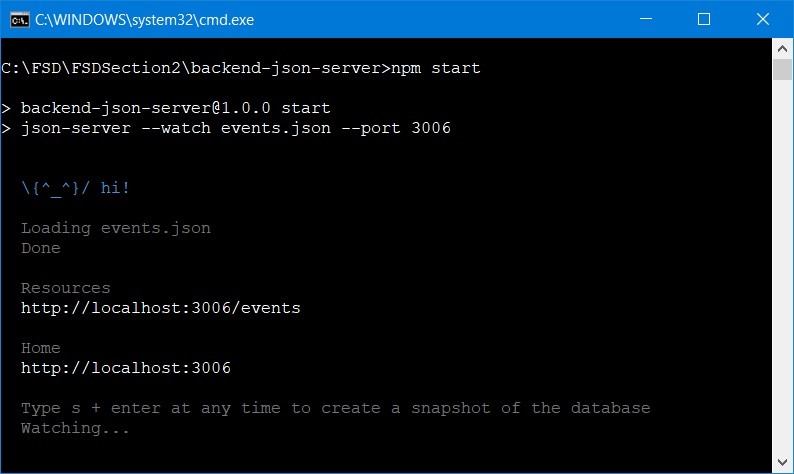 C:\WINDOWS\system32\cmd.exe
C:\FSD\FSDSection2\backend-json-server>npm start
> backend-json-server@1.0.0 start
> json-server --watch events.json --port 3006
\{^_^}/ hi!
Loading events.json
Done
Resources
http://localhost:3006/events
Home
http://localhost:3006
Type s + enter at any time to create a snapshot of the database
Watching...